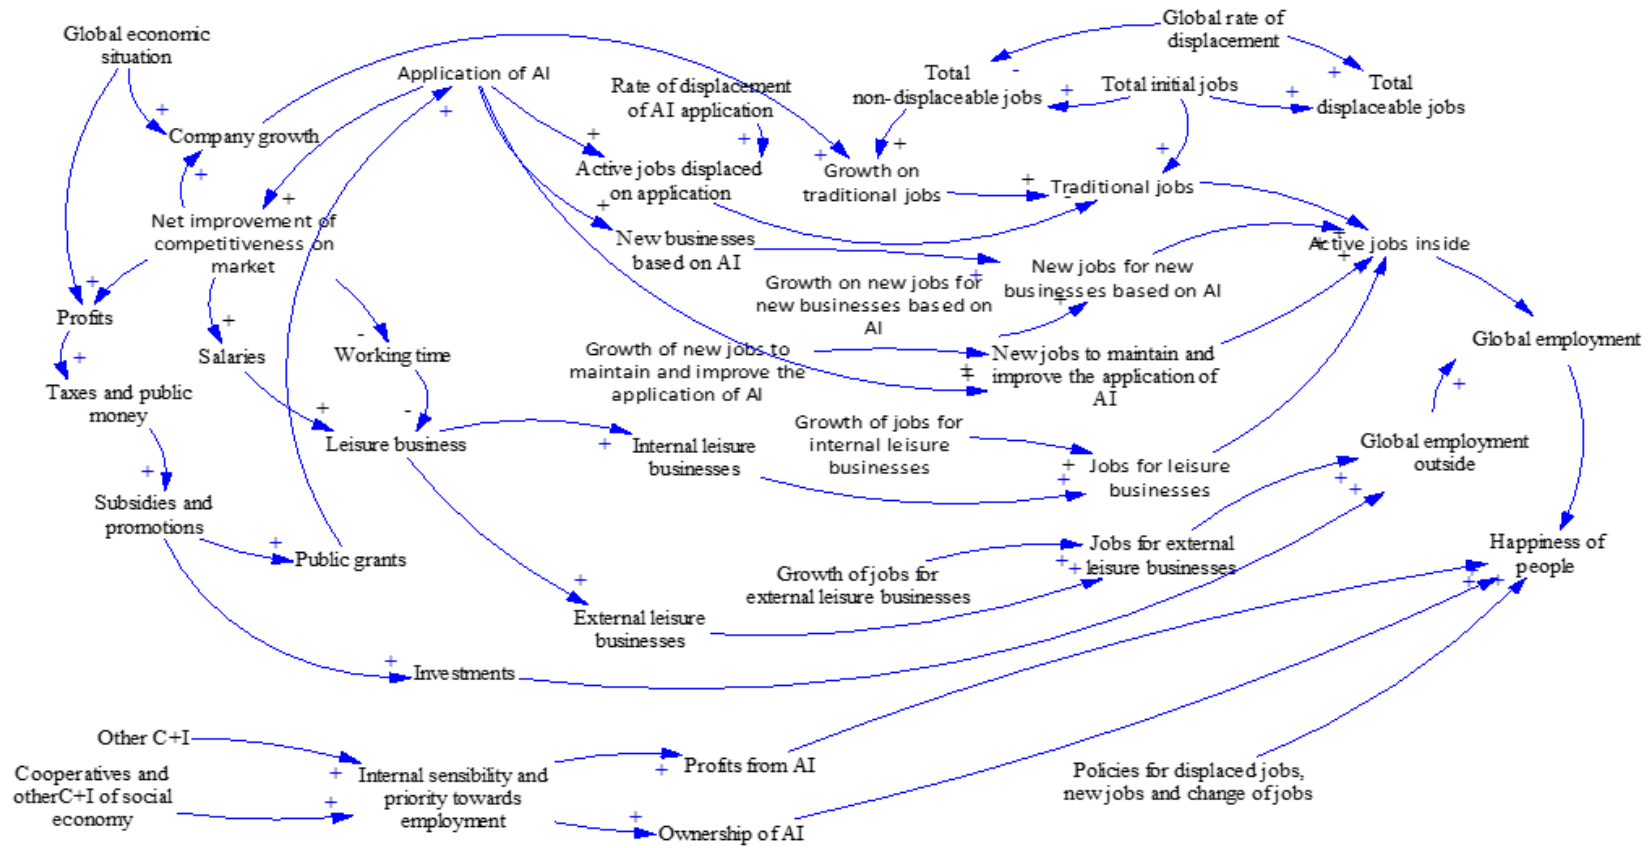 Global economic
situation
Application of AI
Rate of displacement
of AI application
Total
non-displaceable jobs
Global rate of
displacement
Total initial jobs
Total
displaceable jobs
Company growth
Active jobs displaced
on application
Growth on
traditional jobs
Traditional jobs
Net improvement of
competitiveness on
market
New businesses
based on AI
Growth on new jobs for
new businesses based on
AI
New jobs for new
businesses based on AI
Active jobs inside
Profits
Salaries
Working time
Growth of new jobs to
maintain and improve the
application of AI
New jobs to maintain and
improve the application of
AI
Global employment
Taxes and public
money
Leisure business
Internal leisure
businesses
Growth of jobs for
internal leisure
businesses
Jobs for leisure
businesses
Global employment
outside
Subsidies and
promotions
Public grants
External leisure
businesses
Growth of jobs for
external leisure businesses
Jobs for external
leisure businesses
Happiness of
people
Investments
Other C+I
Cooperatives and
otherC+I of social
economy
Internal sensibility and
priority towards
employment
Profits from AI
Ownership of AI
Policies for displaced jobs,
new jobs and change of jobs